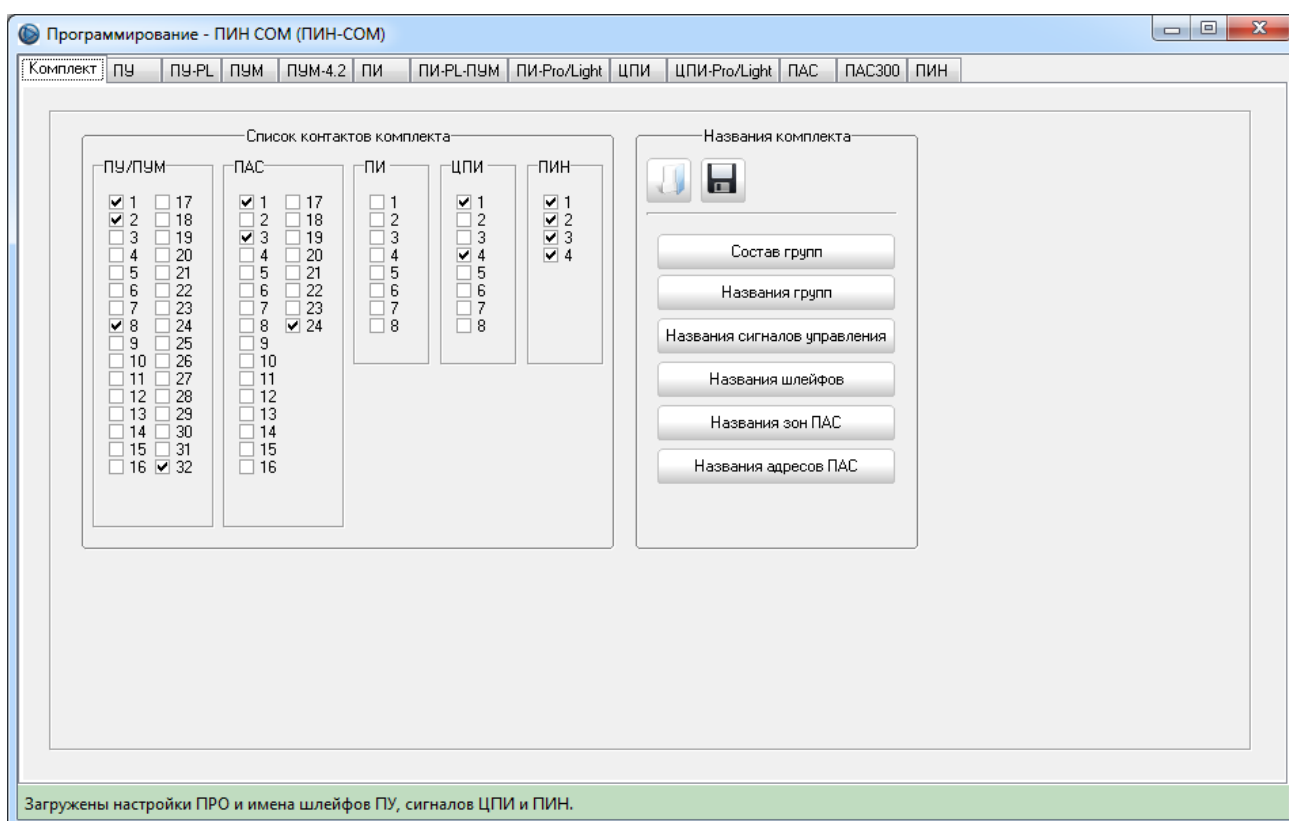 Программирование - ПИН COM (ПИН-COM)
Комплект ПУ ПУ-PL ПУМ ПУМ-4.2 ПИ ПИ-PL-ПУМ ПИ-Pro/Light ЦПИ ЦПИ-Pro/Light ПАС ПАС300 ПИН
Список контактов комплекта Названия комплекта
ПУ/ПУМ ПАС ПИ ЦПИ ПИН
1 17 1 17 1 1 1
2 18 2 18 2 2 2
3 19 3 19 3 3 3
4 20 4 20 4 4 4
5 21 5 21 5 5
6 22 6 22 6 6
7 23 7 23 7 7
8 24 8 24 8 8
9 25 9
10 26 10
11 27 11
12 28 12
13 29 13
14 30 14
15 31 15
16 32 16
Состав групп
Названия групп
Названия сигналов управления
Названия шлейфов
Названия зон ПАС
Названия адресов ПАС
Загружены настройки ПРО и имена шлейфов ПУ, сигналов ЦПИ и ПИН.